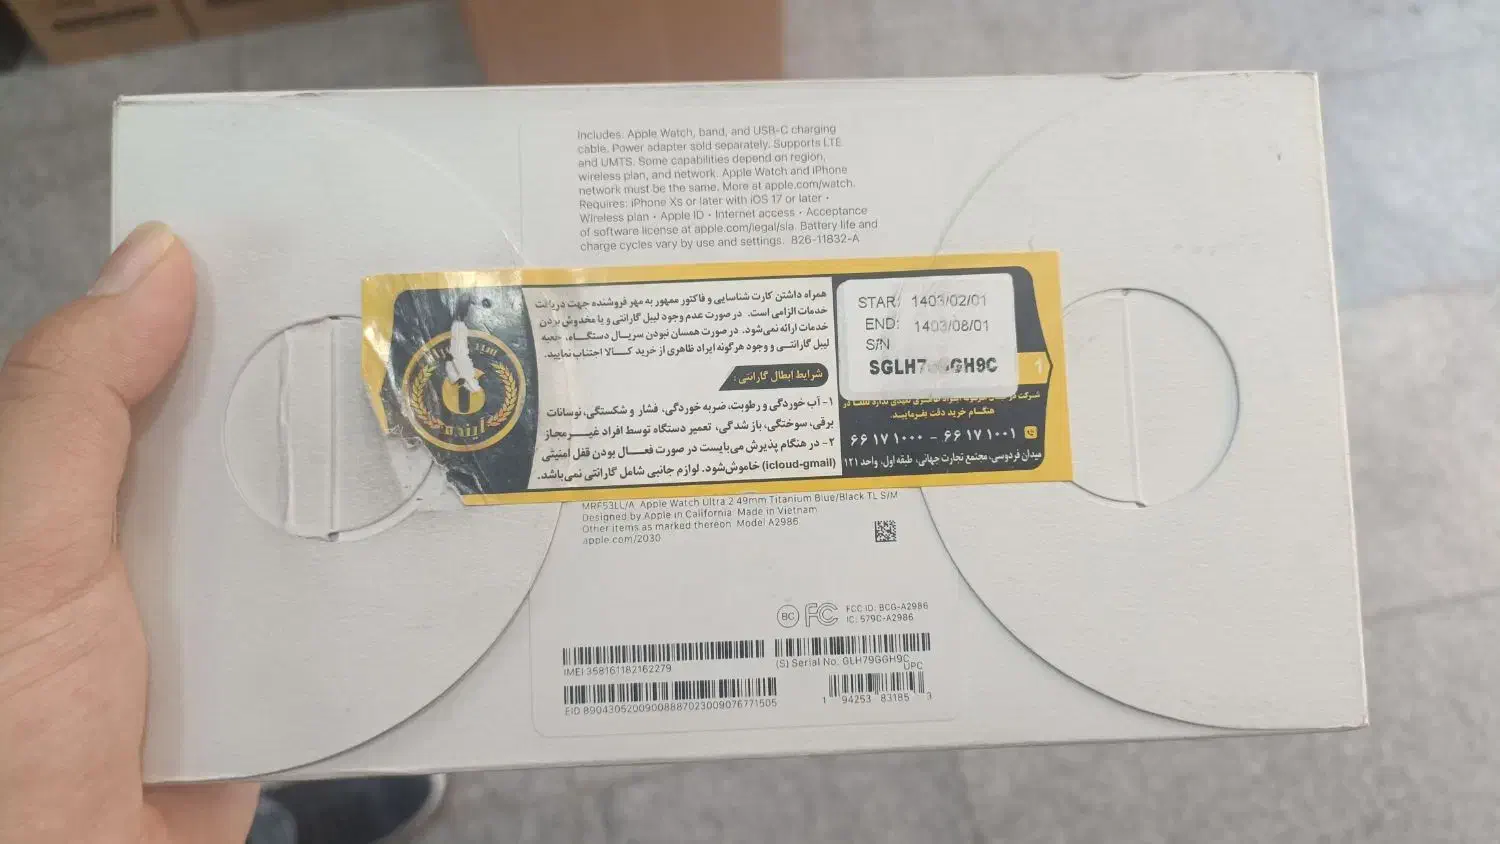 Includes: Apple Watch, band, and USB-C charging
cable. Power adapter sold separately. Supports LTE
and UMTS. Some capabilities depend on region,
wireless plan, and network. Apple Watch and iPhone
network must be the same. More at apple.com/watch.
Requires: iPhone Xs or later with iOS 17 or later •
Wireless plan • Apple ID • Internet access • Acceptance
of software license at apple.com/legal/sla. Battery life and
charge cycles vary by use and settings. 826-11832-A
همراه داشتن کارت شناسایی و فاکتور ممهور به مهر فروشنده جهت دریافت
خدمات الزامی است. در صورت عدم وجود لیبل گارانتی و یا مخدوش بودن
خدمات ارائه نمی‌شود. در صورت همسان نبودن سریال دستگاه، جعبه
لیبل گارانتی و وجود هرگونه ایراد ظاهری از خرید کالا اجتناب نمایید.
شرایط ابطال گارانتی :
۱- آب خوردگی و رطوبت، ضربه خوردگی، فشار و شکستگی، نوسانات
برقی، سوختگی، باز شدگی، تعمیر دستگاه توسط افراد غیرمجاز
۲- در هنگام پذیرش می‌بایست در صورت فعال بودن قفل امنیتی
(icloud-gmail) خاموش‌شود. لوازم جانبی شامل گارانتی نمی‌باشد.
6
آینده
START: 1403/02/01
END: 1403/08/01
S/N
1
هنگام خرید دقت بفرمایید.
۶۶ ۱۷ ۱۰۰۰ - ۶۶ ۱۷ ۱۰۰۱
میدان فردوسی، مجتمع تجارت جهانی، طبقه اول، واحد ۱۲۱
MRF53LL/A Apple Watch Ultra 2 49mm Titanium Blue/Black TL S/M
Designed by Apple in California Made in Vietnam
Other items as marked thereon Model A2986
apple.com/2030
BC FC FCC ID: BCG-A2986
IC: 579C-A2986
IMEI 358161182162279
(S) Serial No. GLH79GGH9C
UPC
EID 89043052009008887023009076771505
1 94253 83185 3